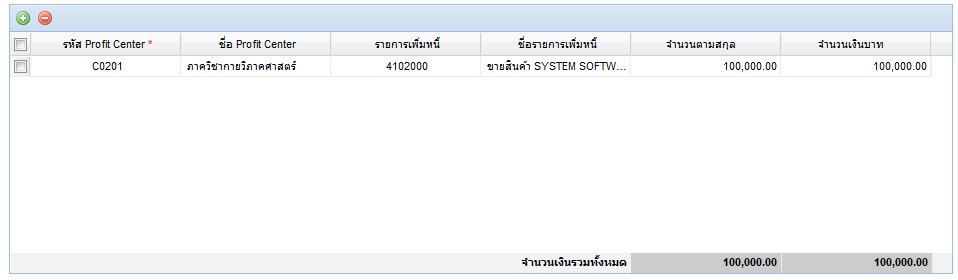 รหัส Profit Center * ชื่อ Profit Center รายการเพิ่มหนี้ ชื่อรายการเพิ่มหนี้ จำนวนตามสกุล จำนวนเงินบาท
C0201 ภาควิชากายวิภาคศาสตร์ 4102000 ขายสินค้า SYSTEM SOFTW... 100,000.00 100,000.00
จำนวนเงินรวมทั้งหมด 100,000.00 100,000.00